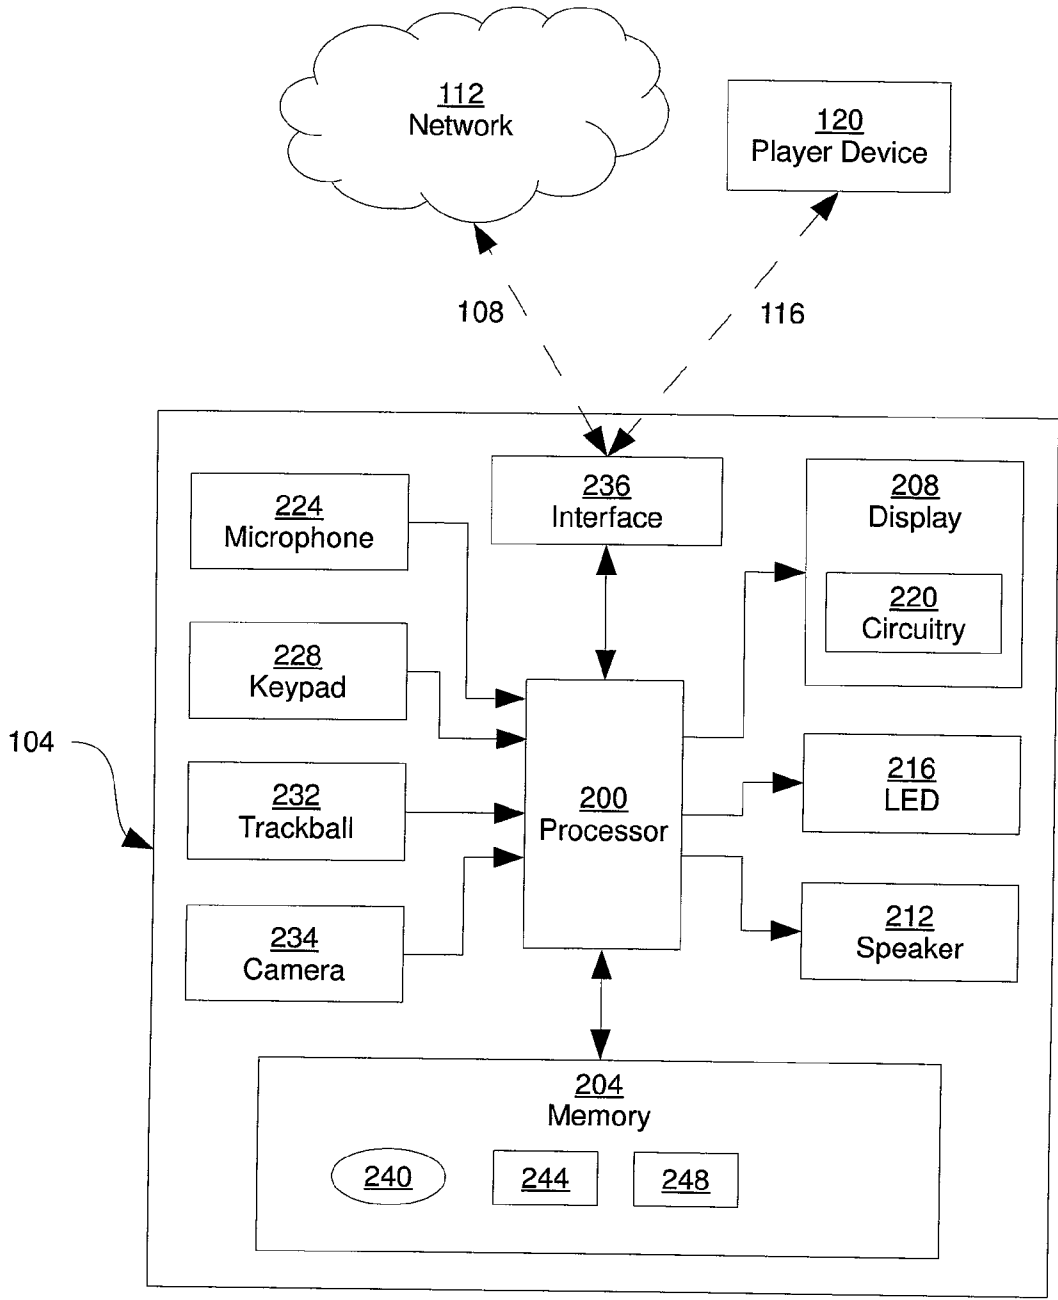 112
Network
120
Player Device
108
116
224
Microphone
236
Interface
208
Display
220
Circuitry
228
Keypad
104
232
Trackball
200
Processor
216
LED
234
Camera
212
Speaker
204
Memory
240
244
248